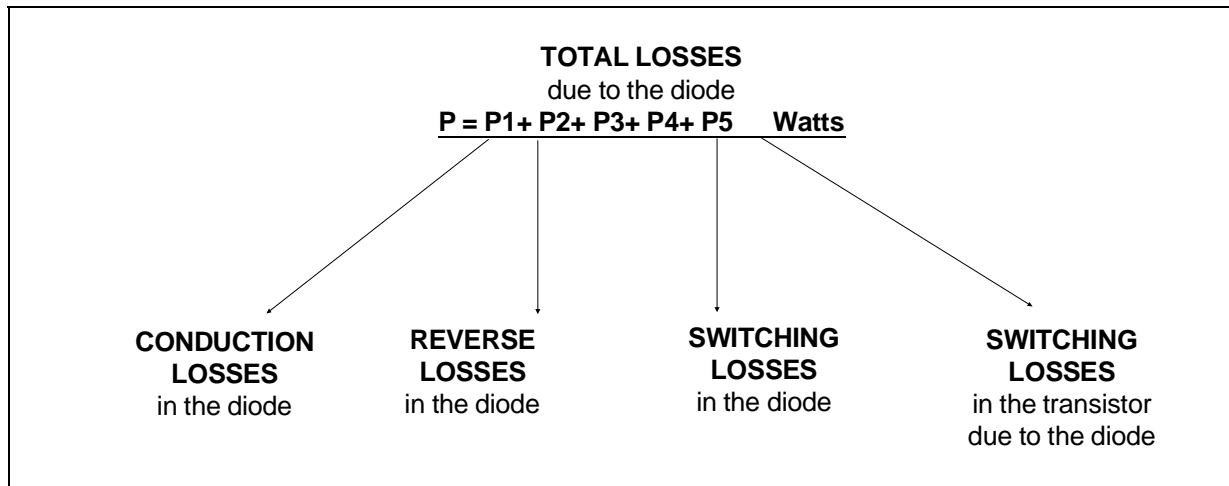 TOTAL LOSSES
due to the diode
P = P1+ P2+ P3+ P4+ P5 Watts
CONDUCTION
LOSSES
in the diode
REVERSE
LOSSES
in the diode
SWITCHING
LOSSES
in the diode
SWITCHING
LOSSES
in the transistor
due to the diode